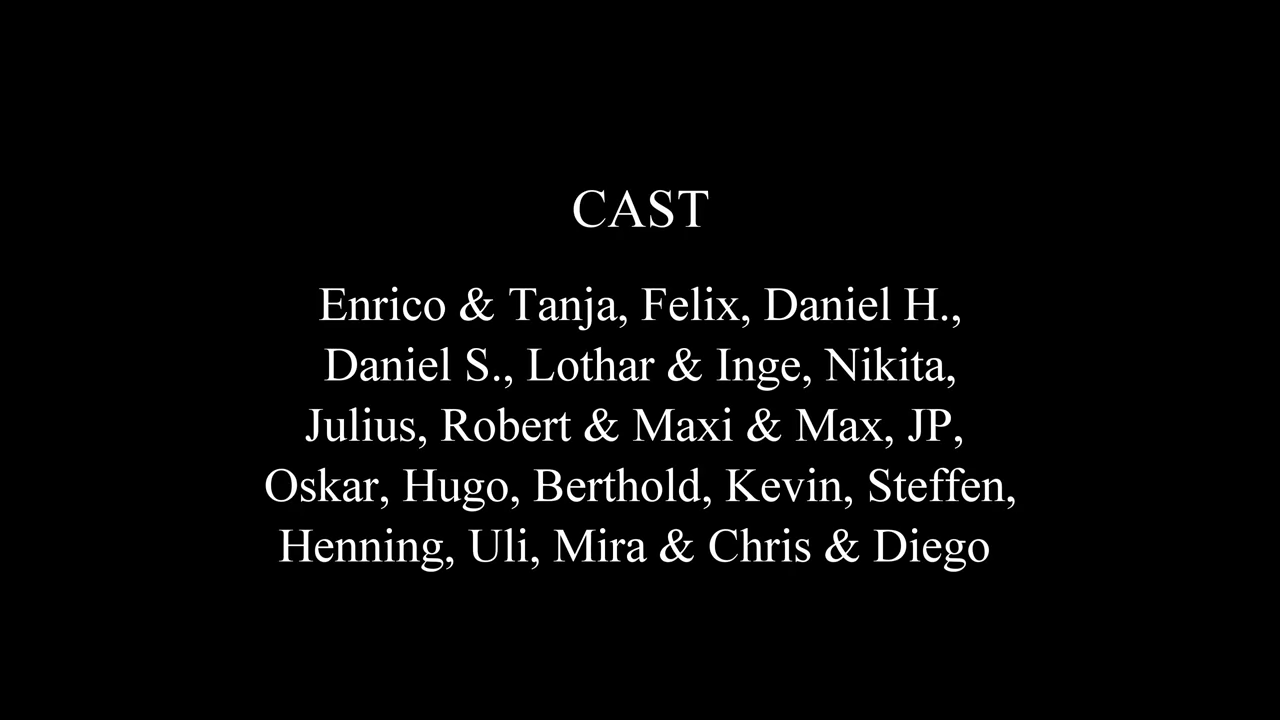 CAST
Enrico & Tanja, Felix, Daniel H.,
Daniel S., Lothar & Inge, Nikita,
Julius, Robert & Maxi & Max, JP,
Oskar, Hugo, Berthold, Kevin, Steffen,
Henning, Uli, Mira & Chris & Diego